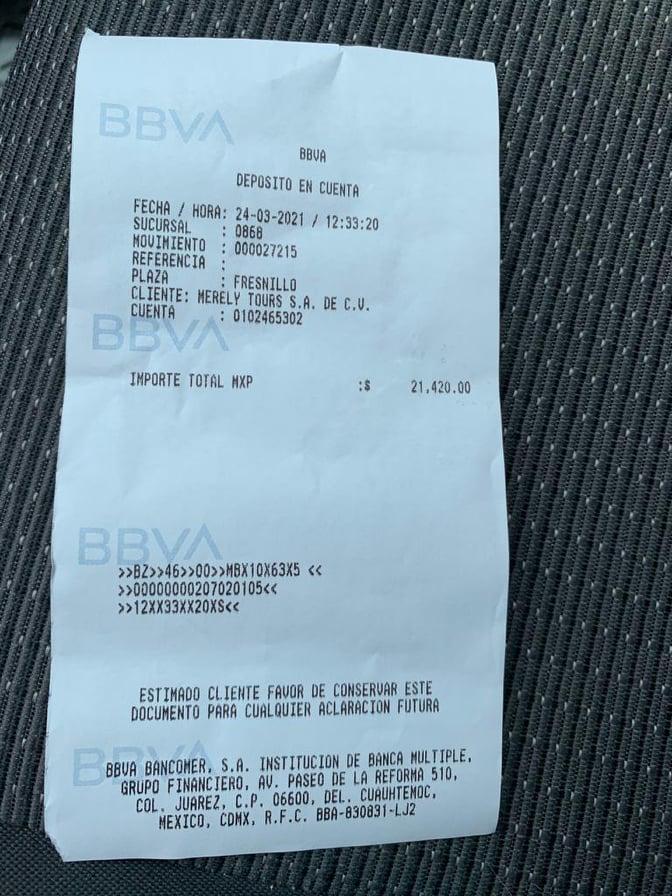 BBVA
BBVA
DEPOSITO EN CUENTA
FECHA / HORA: 24-03-2021 / 12:33:20
SUCURSAL : 0868
MOVIMIENTO : 000027215
REFERENCIA :
PLAZA : FRESNILLO
CLIENTE: MERELY TOURS S.A. DE C.V.
CUENTA : 0102465302
BBVA
IMPORTE TOTAL MXP :$ 21,420.00
BBVA
>>BZ>>46>>00>>MBX10X63X5 <<
>>00000000207020105<<
>>12XX33XX20XS<<
ESTIMADO CLIENTE FAVOR DE CONSERVAR ESTE
DOCUMENTO PARA CUALQUIER ACLARACION FUTURA
BBVA
BBVA BANCOMER, S.A. INSTITUCION DE BANCA MULTIPLE,
GRUPO FINANCIERO, AV. PASEO DE LA REFORMA 510,
COL. JUAREZ, C.P. 06600, DEL. CUAUHTEMOC,
MEXICO, CDMX, R.F.C. BBA-830831-LJ2